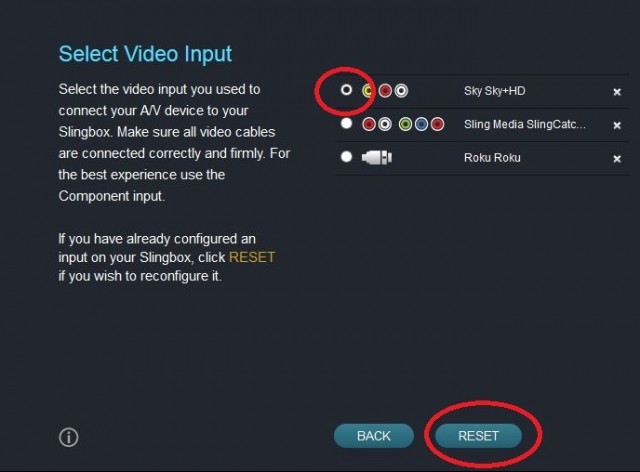 Select Video Input
Select the video input you used to
connect your A/V device to your
Slingbox. Make sure all video cables
are connected correctly and firmly. For
the best experience use the
Component input.
If you have already configured an
input on your Slingbox, click RESET
if you wish to reconfigure it.
Sky Sky+HD
Sling Media SlingCatc...
Roku Roku
BACK
RESET